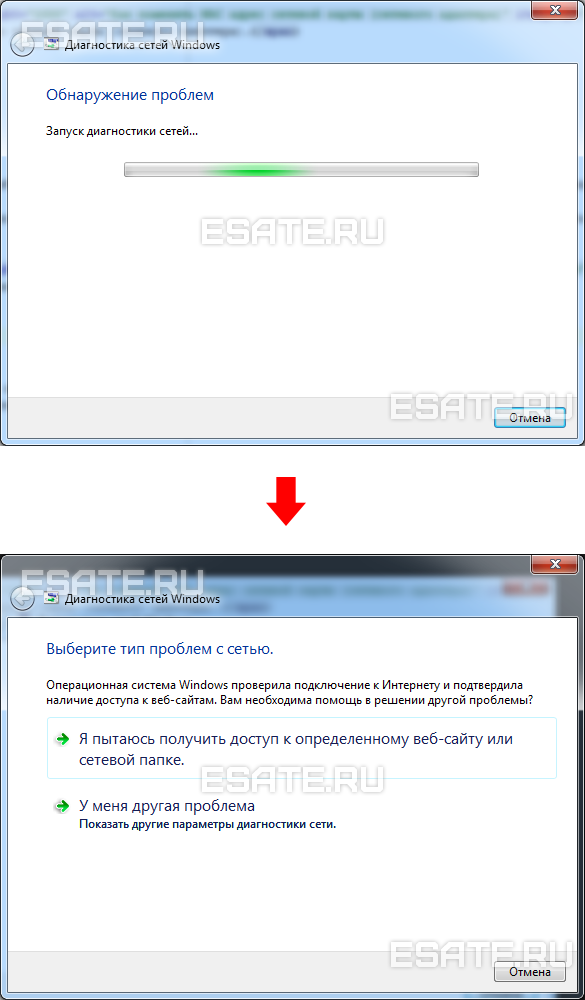 ESATE.RU
Диагностика сетей Windows
Обнаружение проблем
Запуск диагностики сетей...
ESATE.RU
ESATE.RU
Отмена
ESATE.RU
Диагностика сетей Windows
Выберите тип проблем с сетью.
Операционная система Windows проверила подключение к Интернету и подтвердила
наличие доступа к веб-сайтам. Вам необходима помощь в решении другой проблемы?
Я пытаюсь получить доступ к определенному веб-сайту или
сетевой папке.
ESATE.RU
У меня другая проблема
Показать другие параметры диагностики сети.
ESATE.RU
Отмена